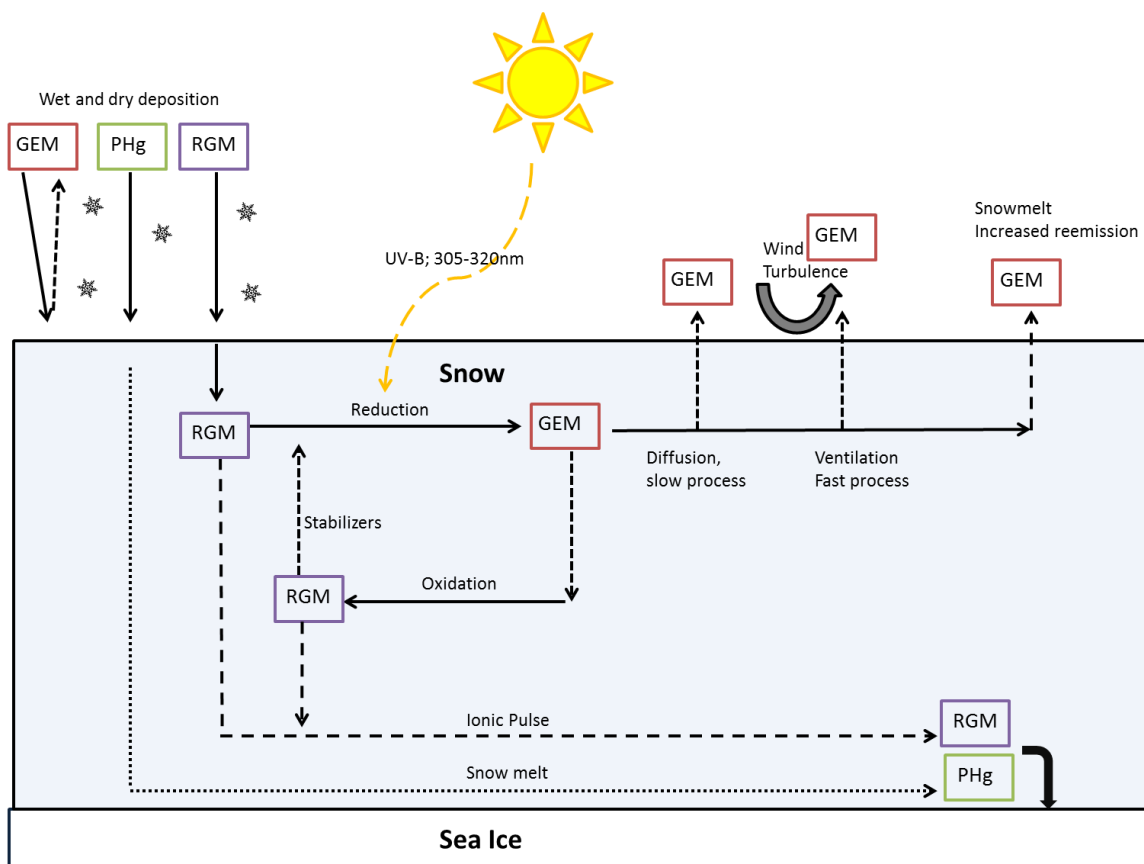 Wet and dry deposition
GEM
PHg
RGM
UV-B; 305-320nm
GEM
Wind
Turbulence
GEM
Snowmelt
Increased reemission
GEM
Snow
RGM
Reduction
GEM
Diffusion,
slow process
Ventilation
Fast process
Stabilizers
RGM
Oxidation
Ionic Pulse
RGM
Snow melt
PHg
Sea Ice